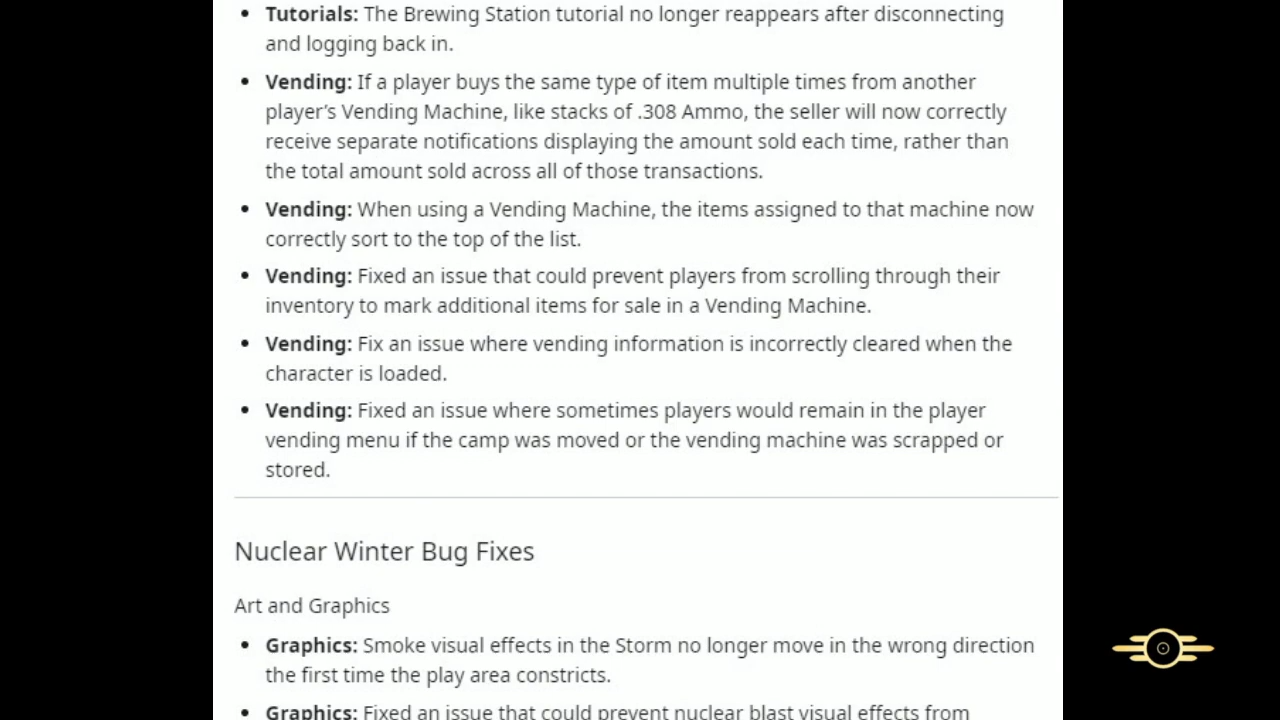 • Tutorials: The Brewing Station tutorial no longer reappears after disconnecting
and logging back in.
• Vending: If a player buys the same type of item multiple times from another
player’s Vending Machine, like stacks of .308 Ammo, the seller will now correctly
receive separate notifications displaying the amount sold each time, rather than
the total amount sold across all of those transactions.
• Vending: When using a Vending Machine, the items assigned to that machine now
correctly sort to the top of the list.
• Vending: Fixed an issue that could prevent players from scrolling through their
inventory to mark additional items for sale in a Vending Machine.
• Vending: Fix an issue where vending information is incorrectly cleared when the
character is loaded.
• Vending: Fixed an issue where sometimes players would remain in the player
vending menu if the camp was moved or the vending machine was scrapped or
stored.
Nuclear Winter Bug Fixes
Art and Graphics
• Graphics: Smoke visual effects in the Storm no longer move in the wrong direction
the first time the play area constricts.
• Graphics: Fixed an issue that could prevent nuclear blast visual effects from